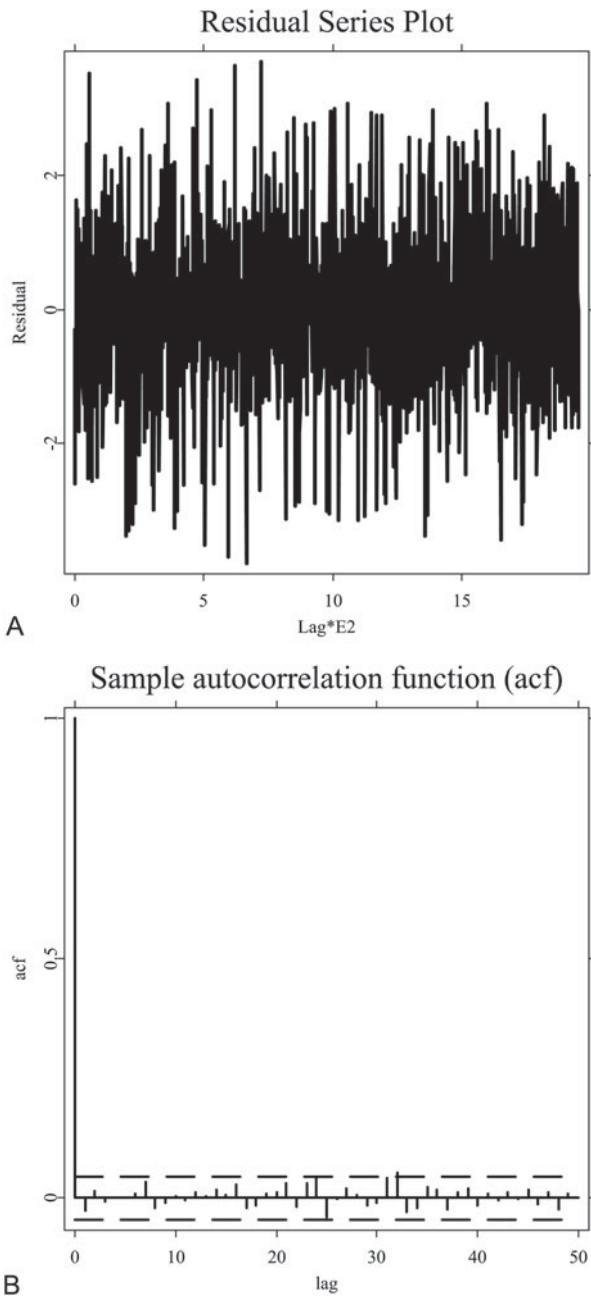 Residual Series Plot
2
0
-2
Residual
0 5 10 15
Lag*E2
A
Sample autocorrelation function (acf)
1
0.5
0
acf
0 10 20 30 40 50
lag
B